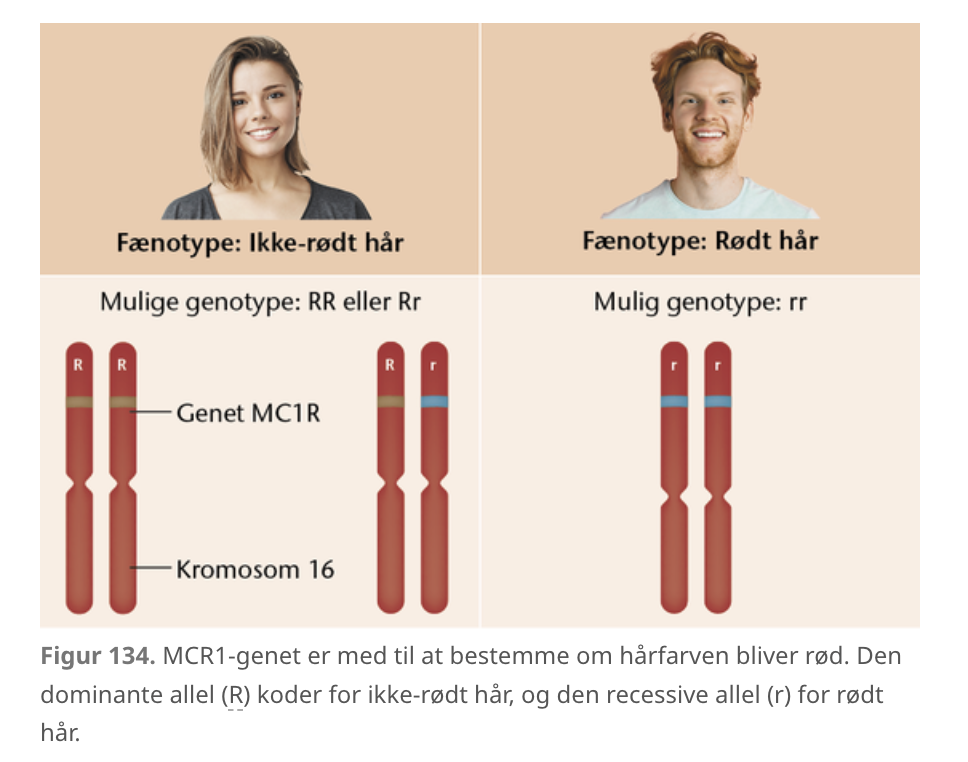 Fænotype: Ikke-rødt hår
Fænotype: Rødt hår
Mulige genotype: RR eller Rr
Mulig genotype: rr
R R
R r
r r
Genet MC1R
Kromosom 16
Figur 134. MCR1-genet er med til at bestemme om hårfarven bliver rød. Den
dominante allel (R) koder for ikke-rødt hår, og den recessive allel (r) for rødt
hår.